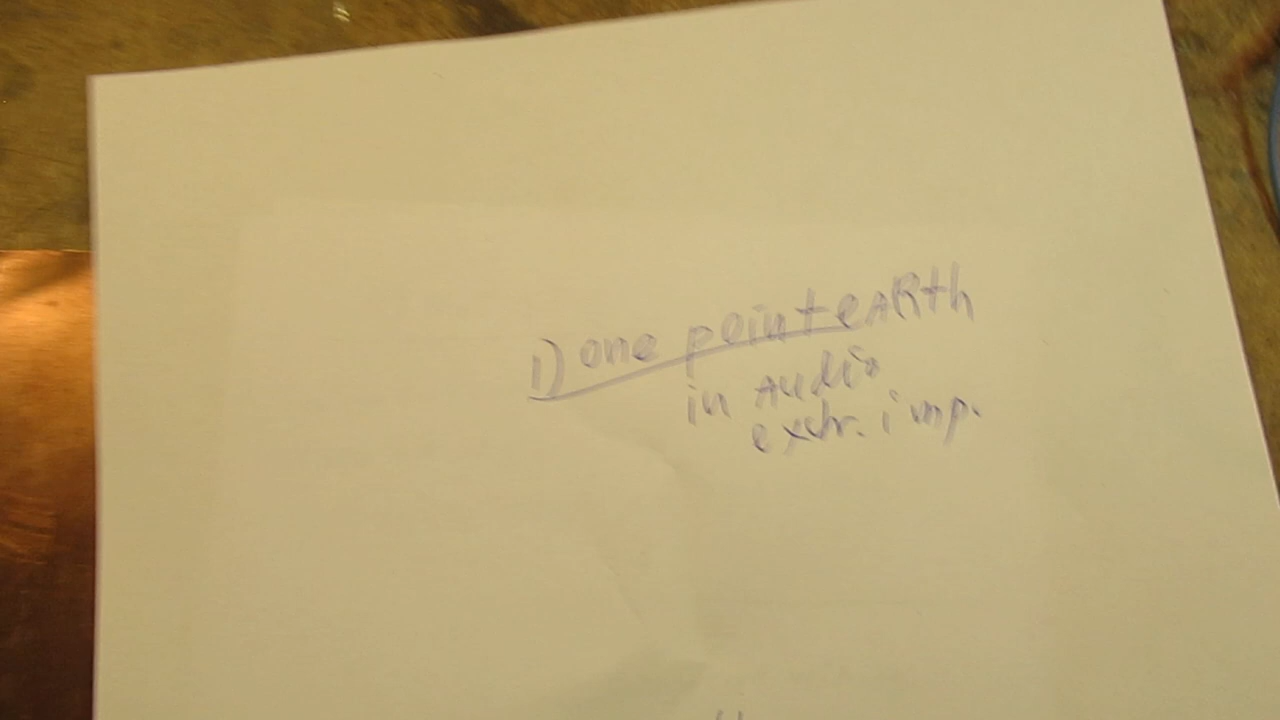 1) one point eARth
in Audio
extr. imp.